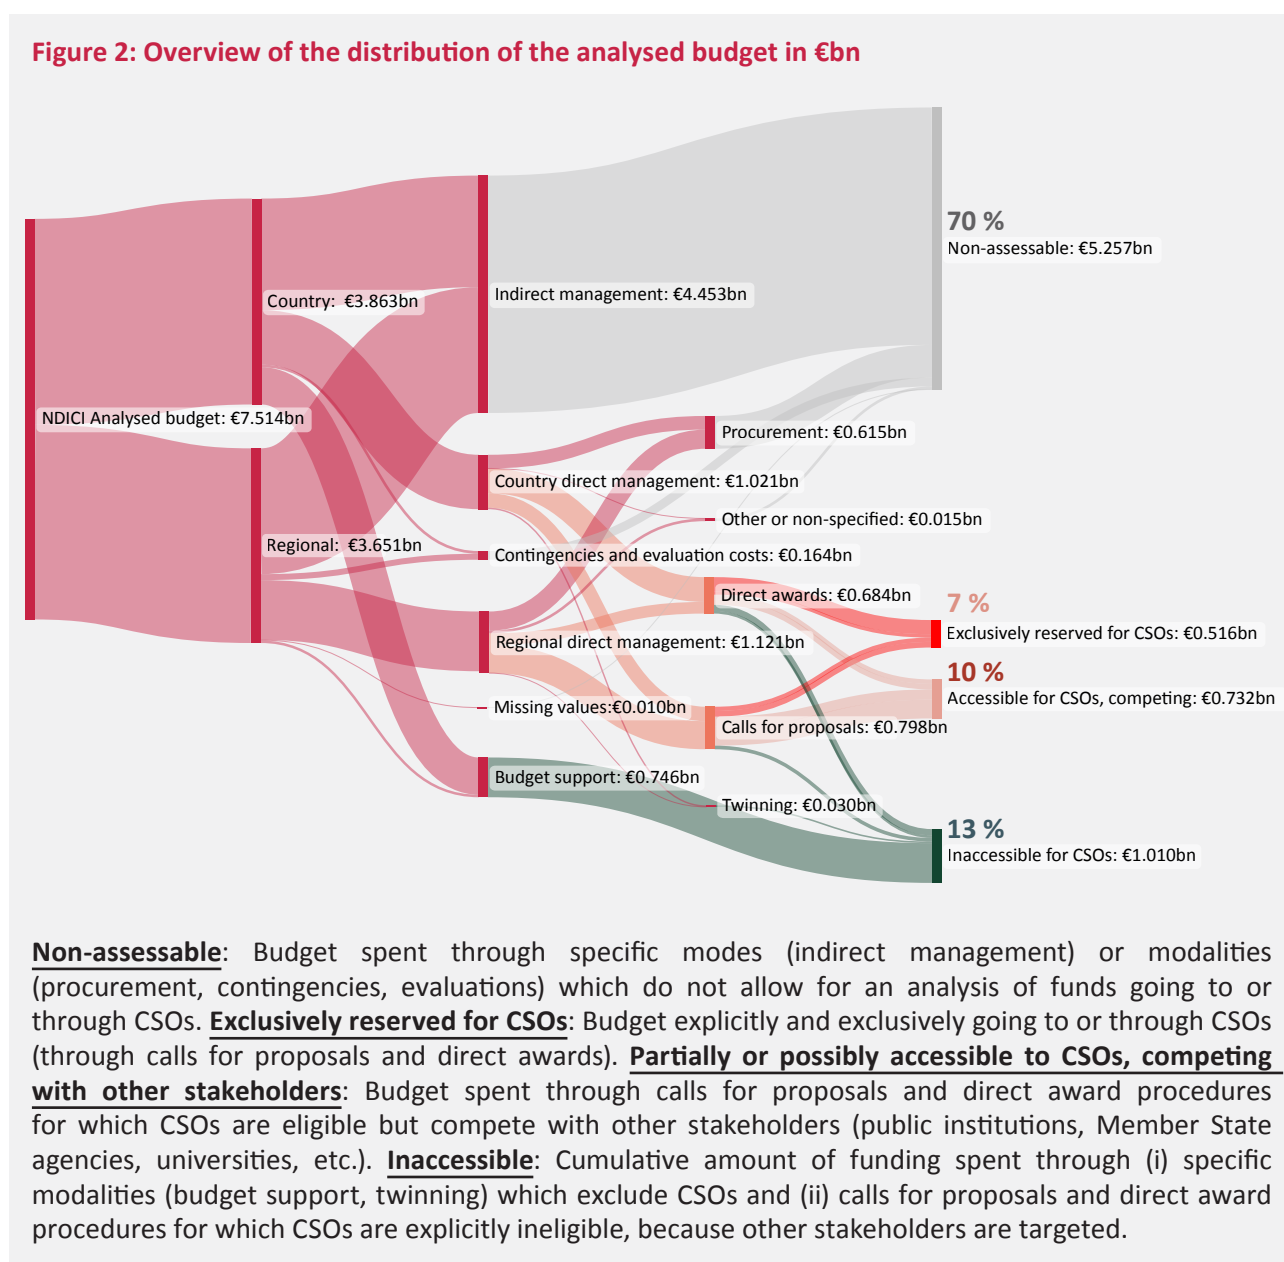 Figure 2: Overview of the distribution of the analysed budget in €bn
70 %
Non-assessable: €5.257bn
Indirect management: €4.453bn
Country: €3.863bn
NDICI Analysed budget: €7.514bn
Procurement: €0.615bn
Country direct management: €1.021bn
Other or non-specified: €0.015bn
Regional: €3.651bn
Contingencies and evaluation costs: €0.164bn
Direct awards: €0.684bn
7 %
Exclusively reserved for CSOs: €0.516bn
Regional direct management: €1.121bn
10 %
Accessible for CSOs, competing: €0.732bn
Missing values:€0.010bn
Calls for proposals: €0.798bn
Budget support: €0.746bn
Twinning: €0.030bn
13 %
Inaccessible for CSOs: €1.010bn
Non-assessable: Budget spent through specific modes (indirect management) or modalities
(procurement, contingencies, evaluations) which do not allow for an analysis of funds going to or
through CSOs. Exclusively reserved for CSOs: Budget explicitly and exclusively going to or through CSOs
(through calls for proposals and direct awards). Partially or possibly accessible to CSOs, competing
with other stakeholders: Budget spent through calls for proposals and direct award procedures
for which CSOs are eligible but compete with other stakeholders (public institutions, Member State
agencies, universities, etc.). Inaccessible: Cumulative amount of funding spent through (i) specific
modalities (budget support, twinning) which exclude CSOs and (ii) calls for proposals and direct award
procedures for which CSOs are explicitly ineligible, because other stakeholders are targeted.